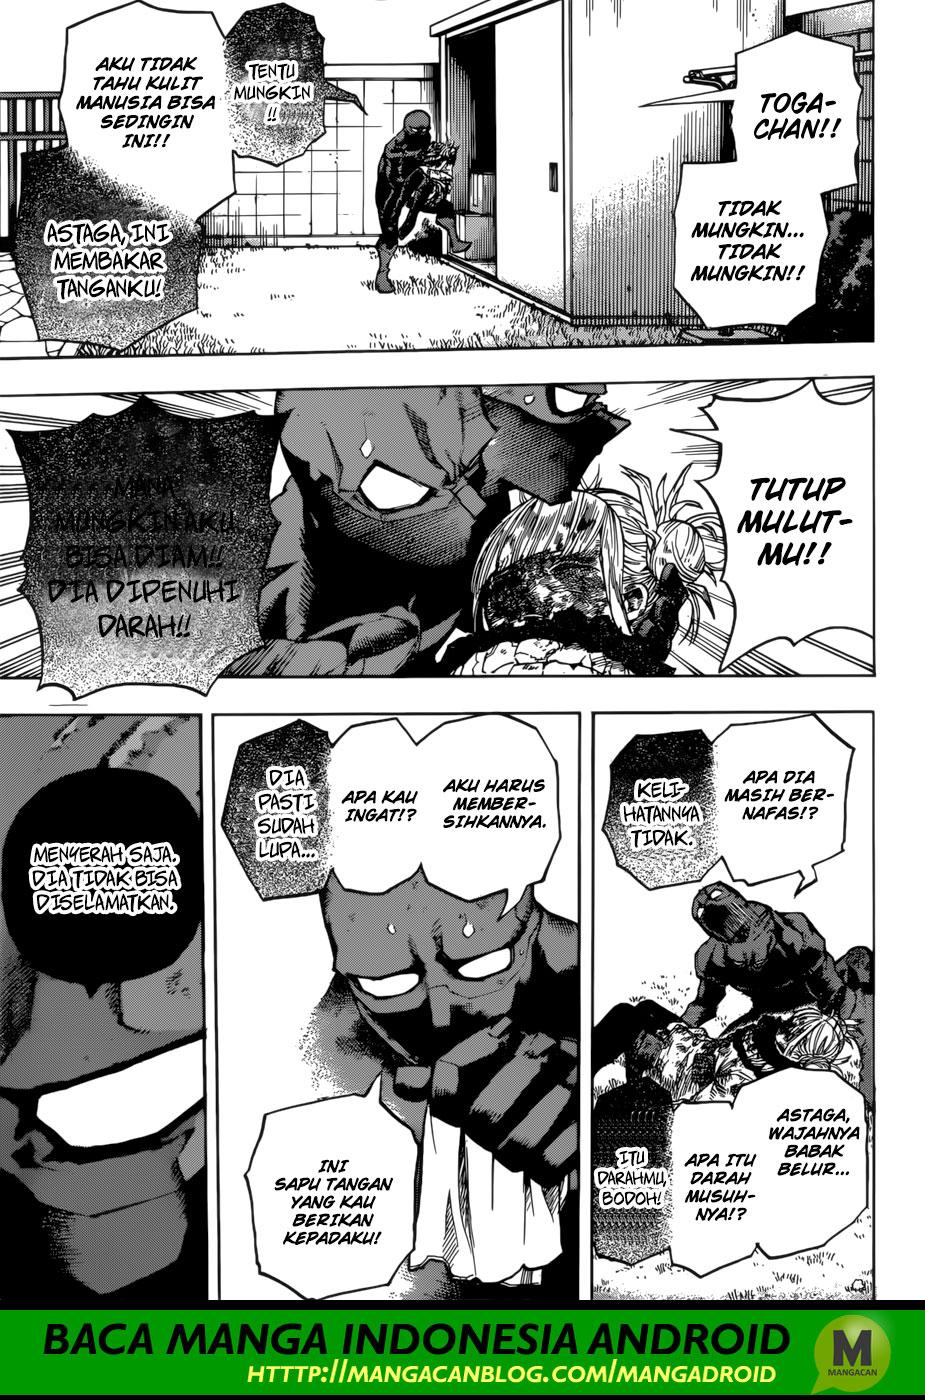 TOGA-
CHAN!!
TIDAK
MUNGKIN...
TIDAK
MUNGKIN!!
TENTU
MUNGKIN
!!
AKU TIDAK
TAHU KULIT
MANUSIA BISA
SEDINGIN
INI!!
ASTAGA, INI
MEMBAKAR
TANGANKU!
TUTUP
MULUT-
MU!!
MANA
MUNGKIN AKU
BISA DIAM!!
DIA DIPENUHI
DARAH!!
APA DIA
MASIH BER-
NAFAS!?
KELI-
HATANNYA
TIDAK.
ASTAGA,
WAJAHNYA
BABAK
BELUR...
APA ITU
DARAH
MUSUH-
NYA!?
ITU
DARAHMU,
BODOH!
AKU HARUS
MEMBER-
SIHKANNYA.
APA KAU
INGAT!?
DIA
PASTI
SUDAH
LUPA...
INI
SAPU TANGAN
YANG KAU
BERIKAN
KEPADAKU!
MENYERAH SAJA.
DIA TIDAK BISA
DISELAMATKAN.
BACA MANGA INDONESIA ANDROID
HTTTP://MANGACANBLOG.COM/MANGADROID
M
MANGACAN